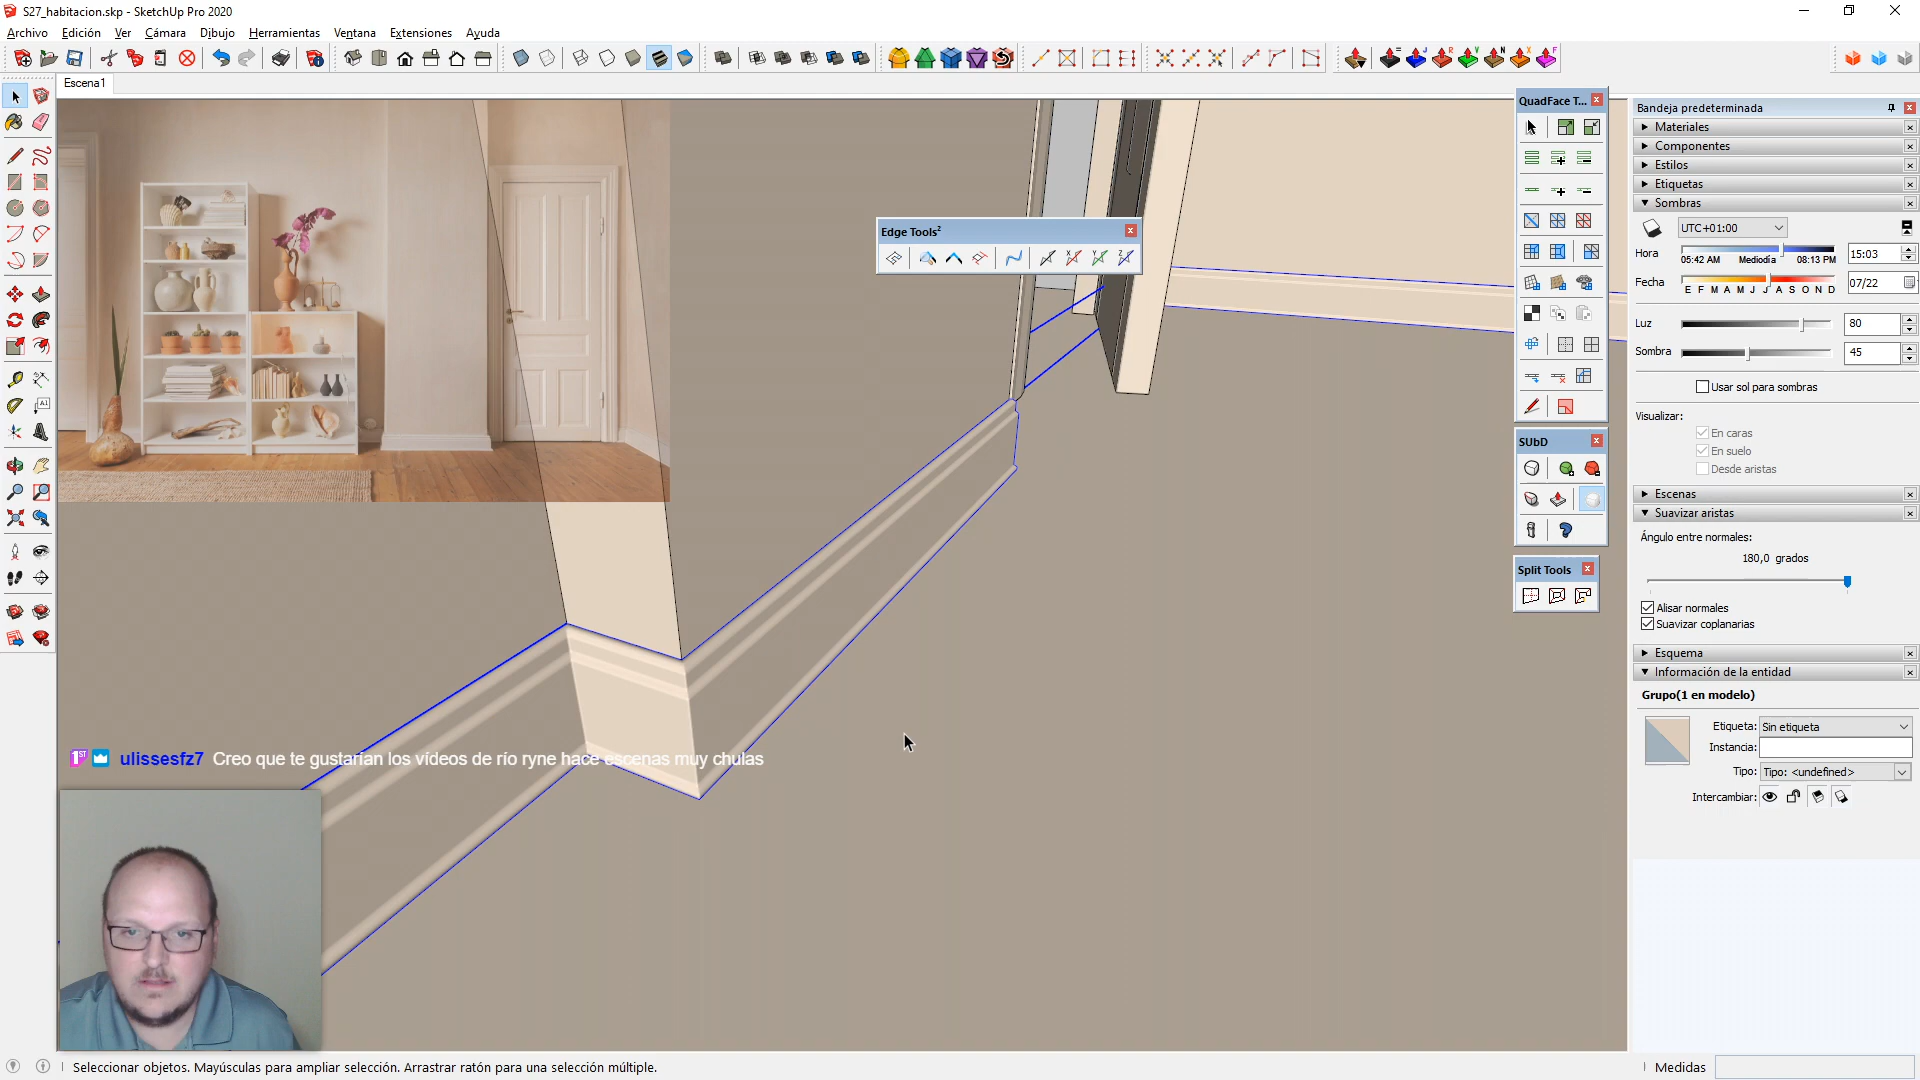 S27_habitacion.skp - SketchUp Pro 2020
Archivo Edición Ver Cámara Dibujo Herramientas Ventana Extensiones Ayuda
Escena1
QuadFace T...
Edge Tools²
SUbD
Split Tools
Bandeja predeterminada
Materiales
Componentes
Estilos
Etiquetas
Sombras
UTC+01:00
Hora 15:03
05:42 AM Mediodía 08:13 PM
Fecha 07/22
E F M A M J J A S O N D
Luz 80
Sombra 45
Usar sol para sombras
Visualizar:
En caras
En suelo
Desde aristas
Escenas
Suavizar aristas
Ángulo entre normales:
180,0 grados
Alisar normales
Suavizar coplanarias
Esquema
Información de la entidad
Grupo(1 en modelo)
Etiqueta: Sin etiqueta
Instancia:
Tipo: Tipo: <undefined>
Intercambiar:
1ST ulissesfz7 Creo que te gustarían los vídeos de río ryne hace escenas muy chulas
Seleccionar objetos. Mayúsculas para ampliar selección. Arrastrar ratón para una selección múltiple.
Medidas